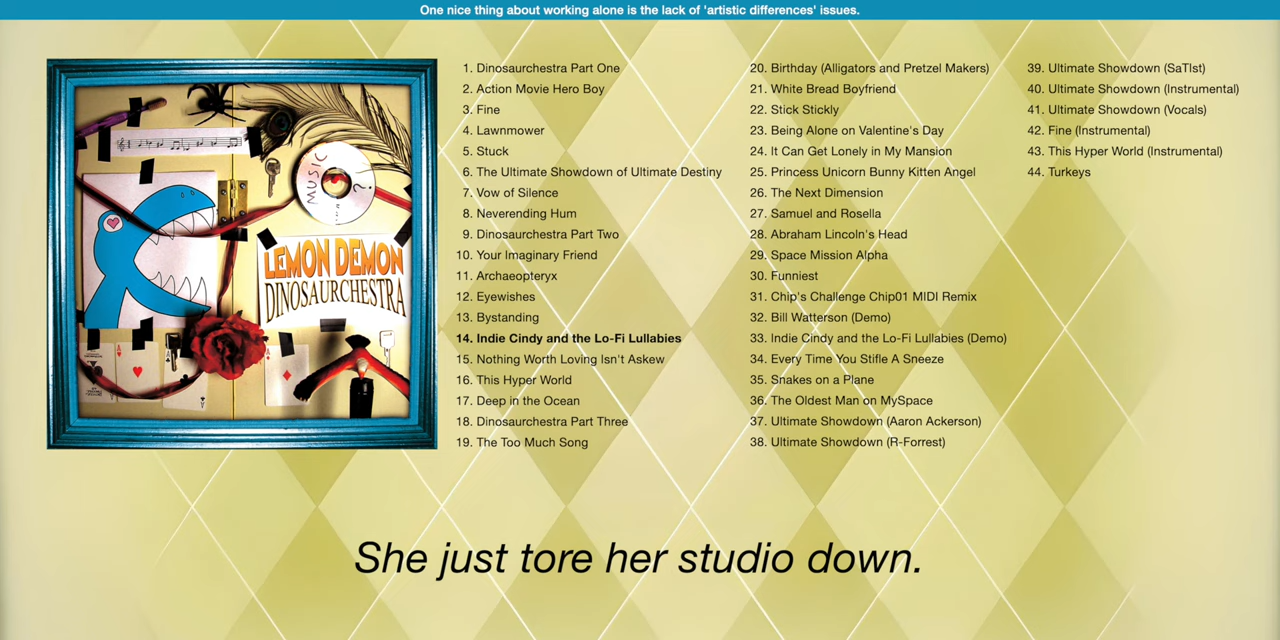 One nice thing about working alone is the lack of 'artistic differences' issues.
MUSIC
LEMON DEMON
DINOSAURCHESTRA
1. Dinosaurchestra Part One
2. Action Movie Hero Boy
3. Fine
4. Lawnmower
5. Stuck
6. The Ultimate Showdown of Ultimate Destiny
7. Vow of Silence
8. Neverending Hum
9. Dinosaurchestra Part Two
10. Your Imaginary Friend
11. Archaeopteryx
12. Eyewishes
13. Bystanding
14. Indie Cindy and the Lo-Fi Lullabies
15. Nothing Worth Loving Isn't Askew
16. This Hyper World
17. Deep in the Ocean
18. Dinosaurchestra Part Three
19. The Too Much Song
20. Birthday (Alligators and Pretzel Makers)
21. White Bread Boyfriend
22. Stick Stickly
23. Being Alone on Valentine's Day
24. It Can Get Lonely in My Mansion
25. Princess Unicorn Bunny Kitten Angel
26. The Next Dimension
27. Samuel and Rosella
28. Abraham Lincoln's Head
29. Space Mission Alpha
30. Funniest
31. Chip's Challenge Chip01 MIDI Remix
32. Bill Watterson (Demo)
33. Indie Cindy and the Lo-Fi Lullabies (Demo)
34. Every Time You Stifle A Sneeze
35. Snakes on a Plane
36. The Oldest Man on MySpace
37. Ultimate Showdown (Aaron Ackerson)
38. Ultimate Showdown (R-Forrest)
39. Ultimate Showdown (SaTIst)
40. Ultimate Showdown (Instrumental)
41. Ultimate Showdown (Vocals)
42. Fine (Instrumental)
43. This Hyper World (Instrumental)
44. Turkeys
She just tore her studio down.